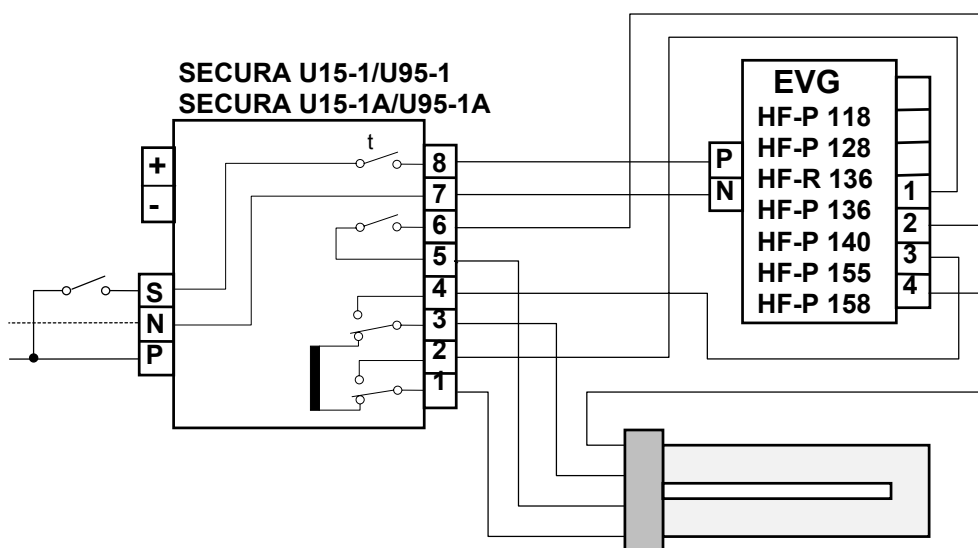 SECURA U15-1/U95-1
SECURA U15-1A/U95-1A
+
-
S
N
P
t
8
7
6
5
4
3
2
1
P
N
EVG
HF-P 118
HF-P 128
HF-R 136
HF-P 136
HF-P 140
HF-P 155
HF-P 158
1
2
3
4